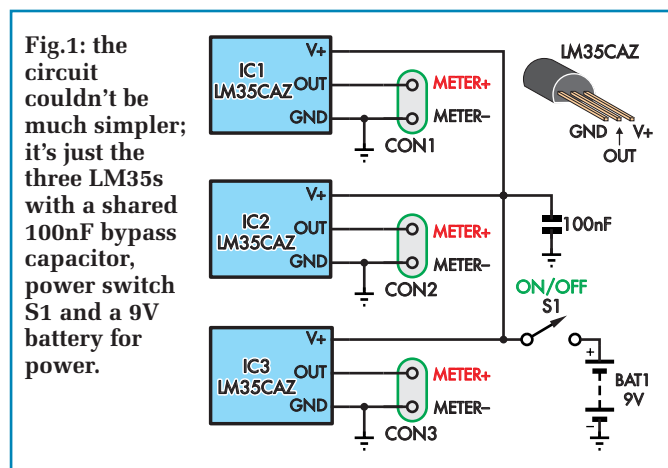 Fig.1: the
circuit
couldn't be
much simpler;
it's just the
three LM35s
with a shared
100nF bypass
capacitor,
power switch
S1 and a 9V
battery for
power.
V+
IC1
LM35CAZ
OUT
GND
METER+
METER–
CON1
LM35CAZ
GND
OUT
V+
V+
IC2
LM35CAZ
OUT
GND
METER+
METER–
CON2
100nF
ON/OFF
S1
V+
IC3
LM35CAZ
OUT
GND
METER+
METER–
CON3
+
BAT1
9V
–